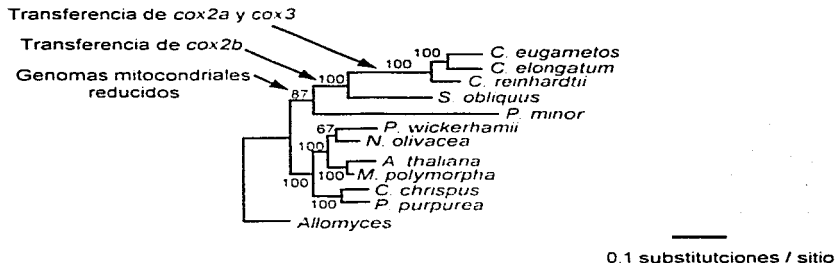 Transferencia de cox2a y cox3
Transferencia de cox2b
Genomas mitocondriales
reducidos
100
100
100
87
C. eugametos
C. elongatum
C. reinhardtii
S. obliquus
P. minor
67
P. wickerhamii
N. olivacea
100
A. thaliana
100
M. polymorpha
100
C. chrispus
100
P. purpurea
Allomyces
0.1 substitutciones / sitio